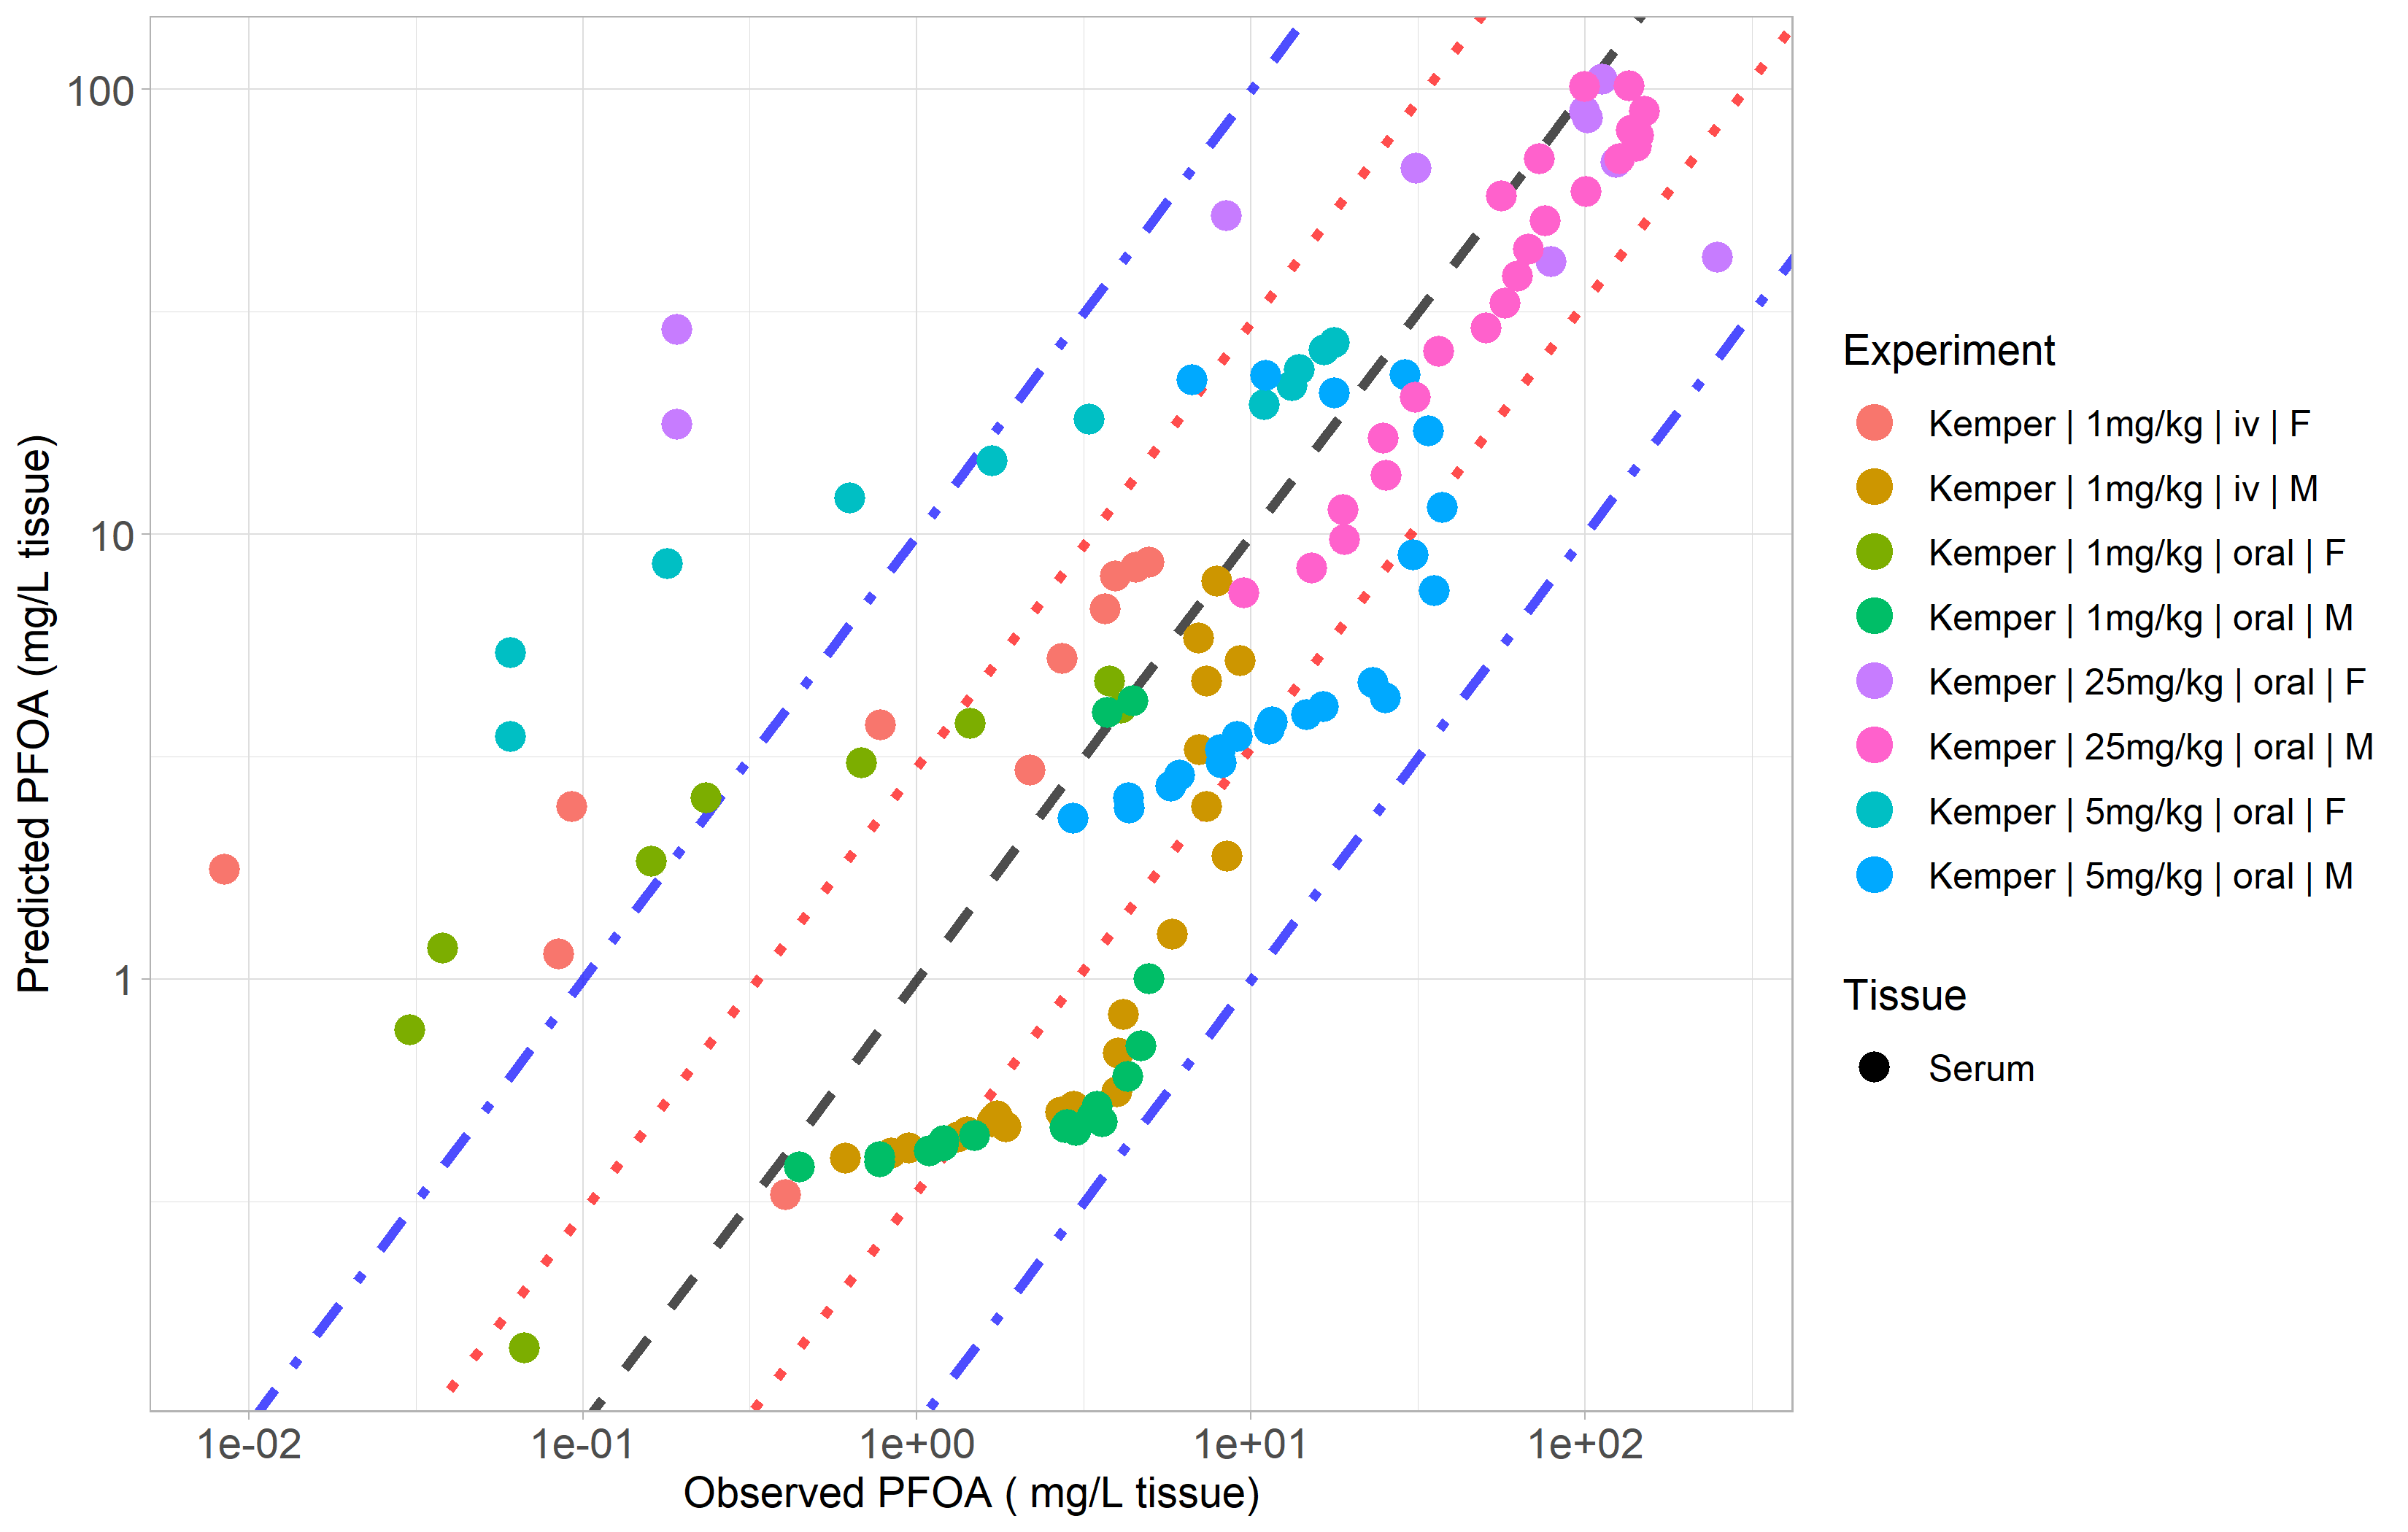 Predicted PFOA (mg/L tissue)
100
10
1
1e-02 1e-01 1e+00 1e+01 1e+02
Observed PFOA ( mg/L tissue)
Experiment
Kemper | 1mg/kg | iv | F
Kemper | 1mg/kg | iv | M
Kemper | 1mg/kg | oral | F
Kemper | 1mg/kg | oral | M
Kemper | 25mg/kg | oral | F
Kemper | 25mg/kg | oral | M
Kemper | 5mg/kg | oral | F
Kemper | 5mg/kg | oral | M
Tissue
Serum